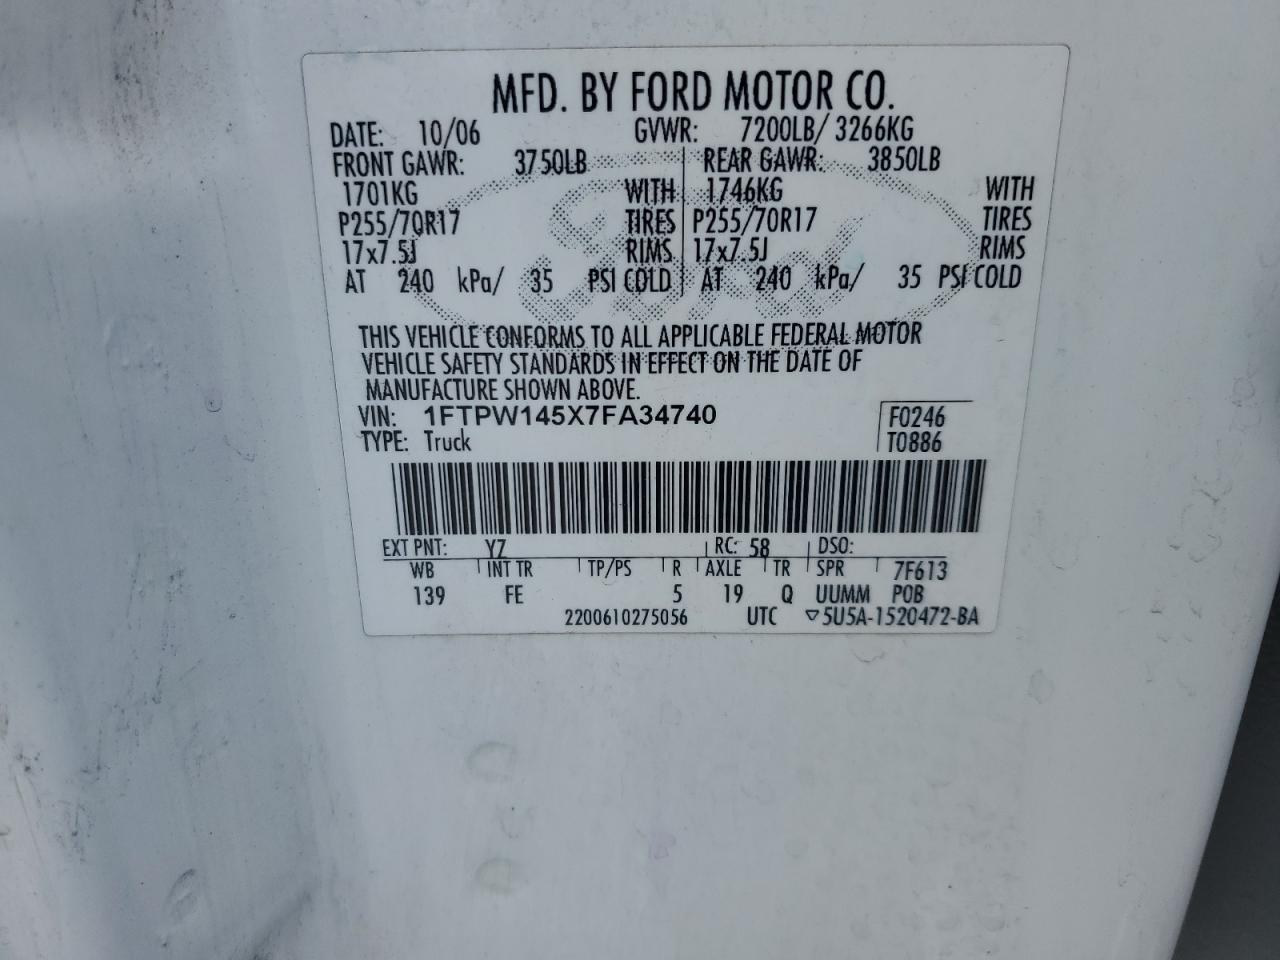 MFD. BY FORD MOTOR CO.
DATE: 10/06 GVWR: 7200LB/ 3266KG
FRONT GAWR: 3750LB REAR GAWR: 3850LB
1701KG WITH 1746KG WITH
P255/70R17 TIRES P255/70R17 TIRES
17x7.5J RIMS 17x7.5J RIMS
AT 240 kPa/ 35 PSI COLD AT 240 kPa/ 35 PSI COLD
Ford
THIS VEHICLE CONFORMS TO ALL APPLICABLE FEDERAL MOTOR
VEHICLE SAFETY STANDARDS IN EFFECT ON THE DATE OF
MANUFACTURE SHOWN ABOVE.
VIN: 1FTPW145X7FA34740 F0246
TYPE: Truck T0886
EXT PNT: YZ RC: 58 DSO:
WB INT TR TP/PS R AXLE TR SPR 7F613
139 FE 5 19 Q UUMM POB
2200610275056 UTC ▽5U5A-1520472-BA